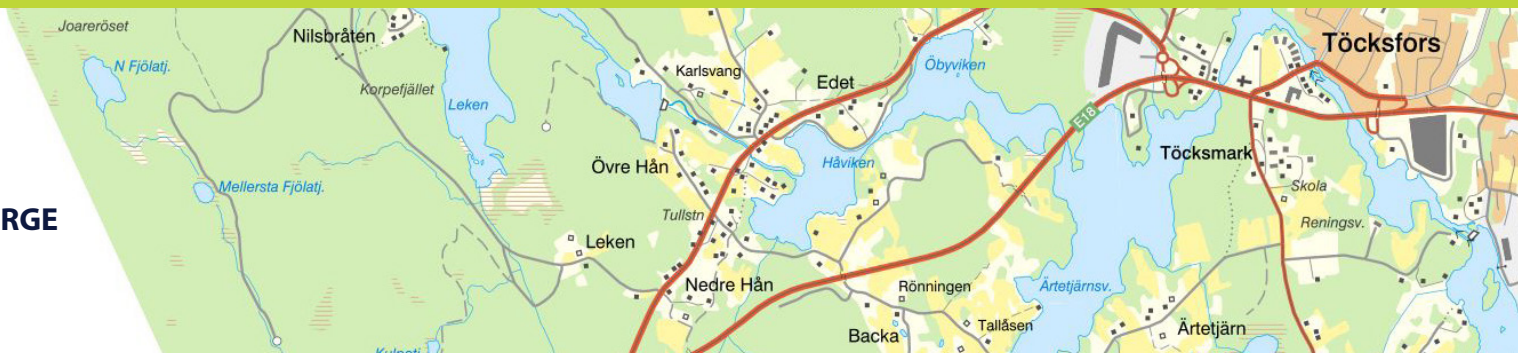 Joareröset
Nilsbråten
Töcksfors
N Fjölatj.
Karlsvang
Öbyviken
Korpefjället
Edet
Leken
E18
Töcksmark
Övre Hån
Håviken
Mellersta Fjölatj.
Skola
Tullstn
RGE
Reningsv.
Leken
Nedre Hån
Rönningen
Ärtetjärnsv.
Tallåsen
Ärtetjärn
Backa